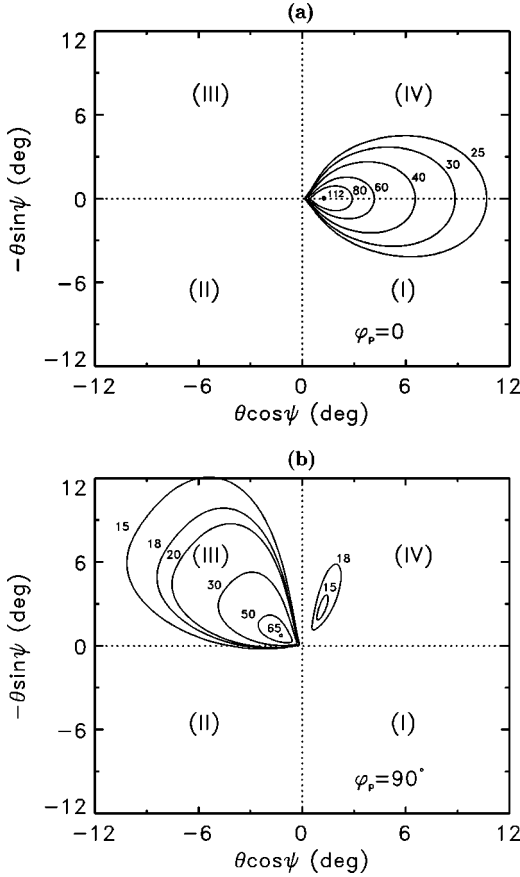 (a)
12
6
0
−6
−12
−θsinψ (deg)
(III)
(IV)
(II)
(I)
112
80
60
40
30
25
φp=0
−12
−6
0
6
12
θcosψ (deg)
(b)
12
6
0
−6
−12
−θsinψ (deg)
15
18
20
(III)
30
50
65
(IV)
18
15
(II)
(I)
φp=90°
−12
−6
0
6
12
θcosψ (deg)